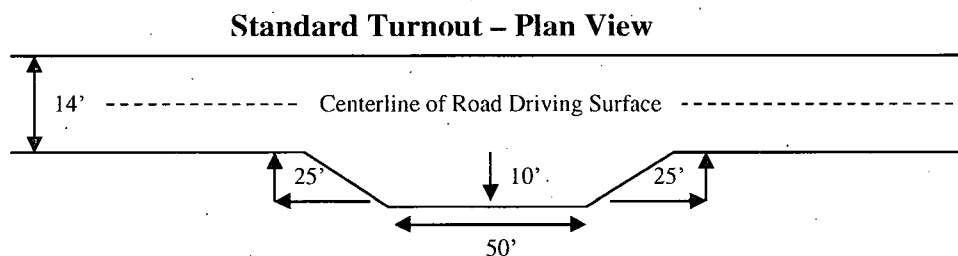 Standard Turnout – Plan View
14'
Centerline of Road Driving Surface
25'
10'
25'
50'